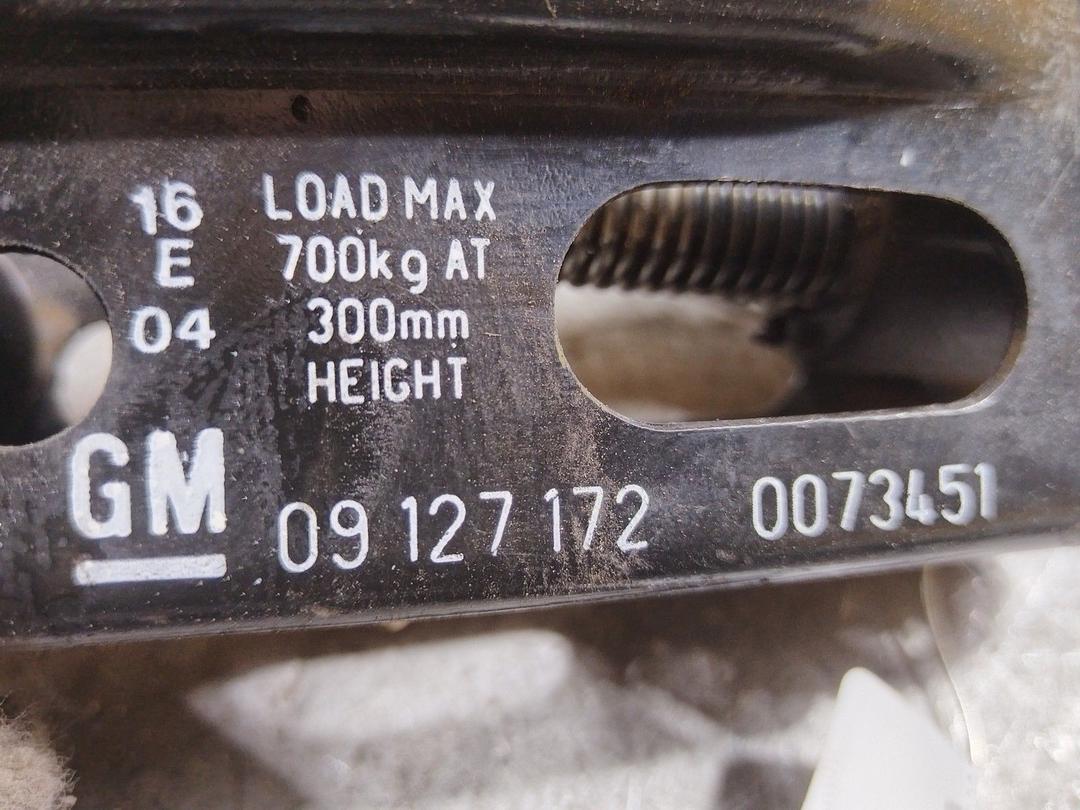 16
E
04
LOAD MAX
700kg AT
300mm
HEIGHT
GM
09 127 172
0073451